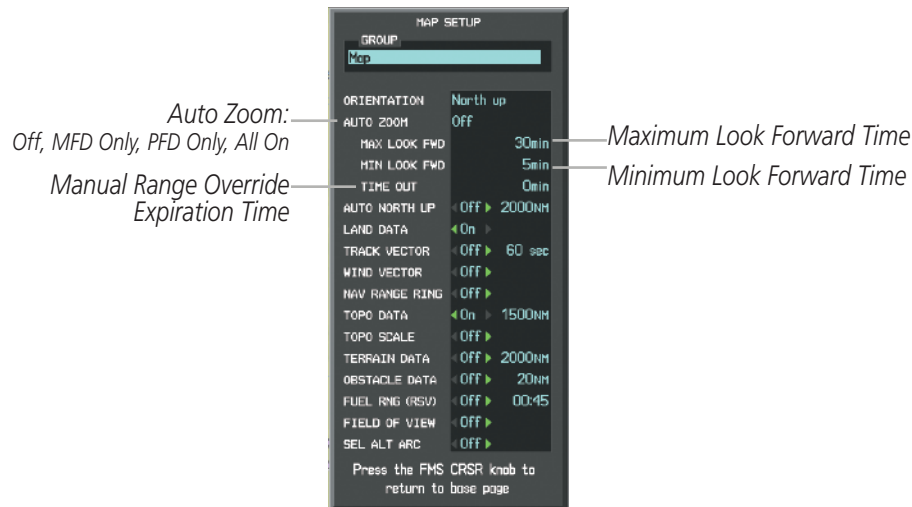 MAP SETUP
GROUP
Map
ORIENTATION North up
Auto Zoom:
Off, MFD Only, PFD Only, All On
AUTO ZOOM Off
MAX LOOK FWD 30min
Maximum Look Forward Time
MIN LOOK FWD 5min
Minimum Look Forward Time
Manual Range Override
Expiration Time
TIME OUT 0min
AUTO NORTH UP Off 2000NM
LAND DATA On
TRACK VECTOR Off 60 sec
WIND VECTOR Off
NAV RANGE RING Off
TOPO DATA On 1500NM
TOPO SCALE Off
TERRAIN DATA Off 2000NM
OBSTACLE DATA Off 20NM
FUEL RNG (RSV) Off 00:45
FIELD OF VIEW Off
SEL ALT ARC Off
Press the FMS CRSR knob to
return to base page